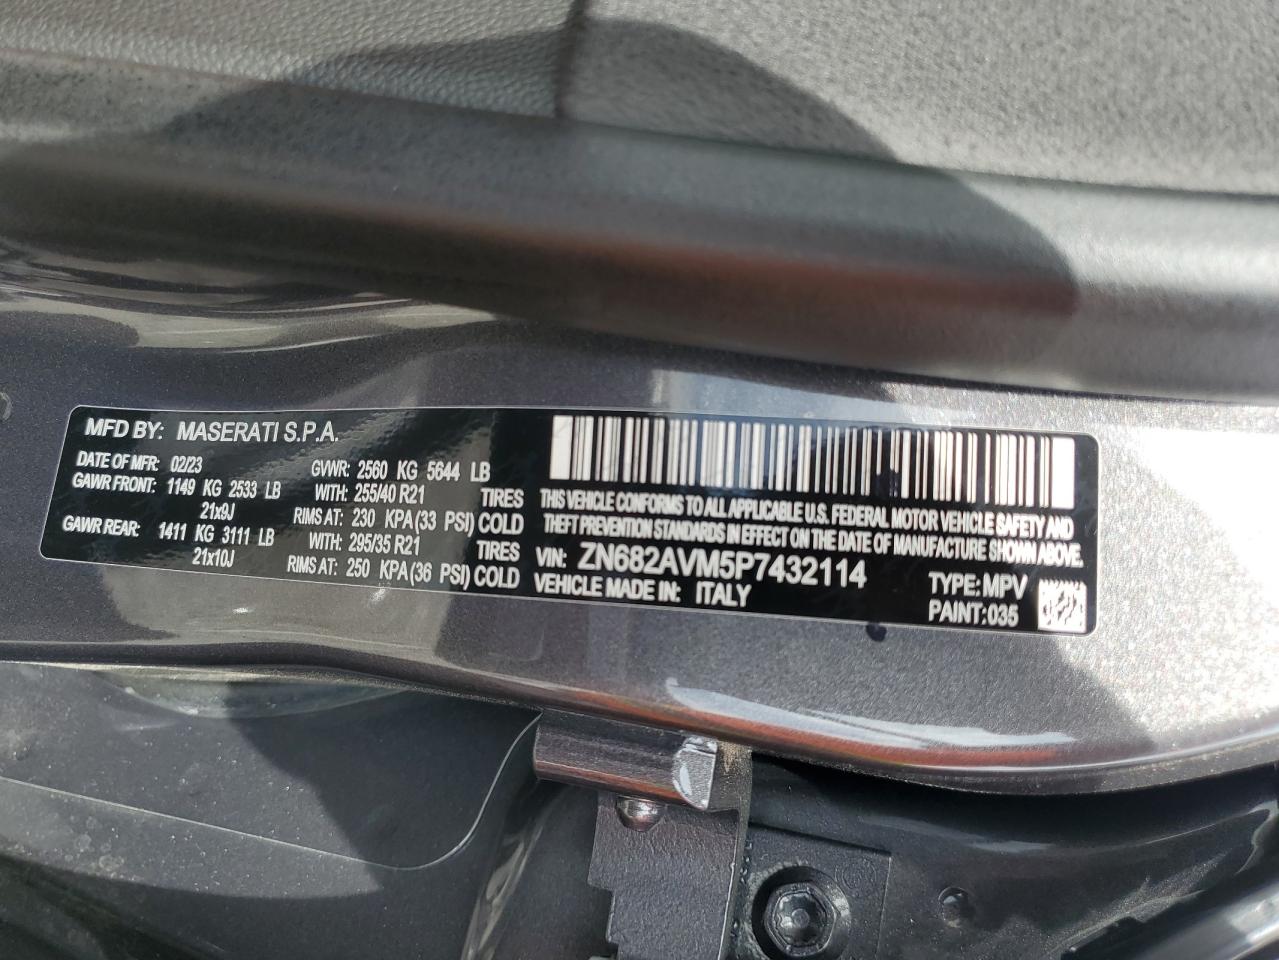 MFD BY: MASERATI S.P.A.
DATE OF MFR: 02/23 GVWR: 2560 KG 5644 LB
GAWR FRONT: 1149 KG 2533 LB WITH: 255/40 R21 TIRES
21x9J RIMS AT: 230 KPA(33 PSI) COLD
GAWR REAR: 1411 KG 3111 LB WITH: 295/35 R21 TIRES
21x10J RIMS AT: 250 KPA(36 PSI) COLD
THIS VEHICLE CONFORMS TO ALL APPLICABLE U.S. FEDERAL MOTOR VEHICLE SAFETY AND
THEFT PREVENTION STANDARDS IN EFFECT ON THE DATE OF MANUFACTURE SHOWN ABOVE.
VIN: ZN682AVM5P7432114 TYPE: MPV
VEHICLE MADE IN: ITALY PAINT: 035